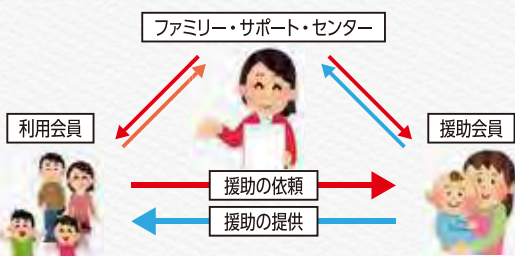 ファミリー・サポート・センター
利用会員
援助会員
援助の依頼
援助の提供